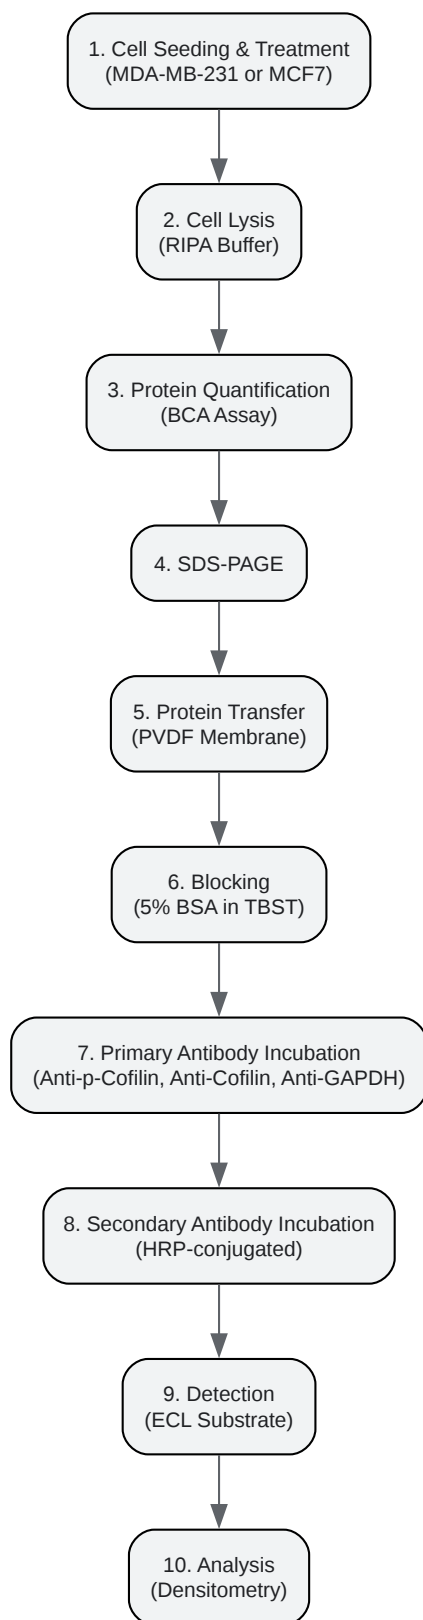 1. Cell Seeding & Treatment
(MDA-MB-231 or MCF7)
2. Cell Lysis
(RIPA Buffer)
3. Protein Quantification
(BCA Assay)
4. SDS-PAGE
5. Protein Transfer
(PVDF Membrane)
6. Blocking
(5% BSA in TBST)
7. Primary Antibody Incubation
(Anti-p-Cofilin, Anti-Cofilin, Anti-GAPDH)
8. Secondary Antibody Incubation
(HRP-conjugated)
9. Detection
(ECL Substrate)
10. Analysis
(Densitometry)